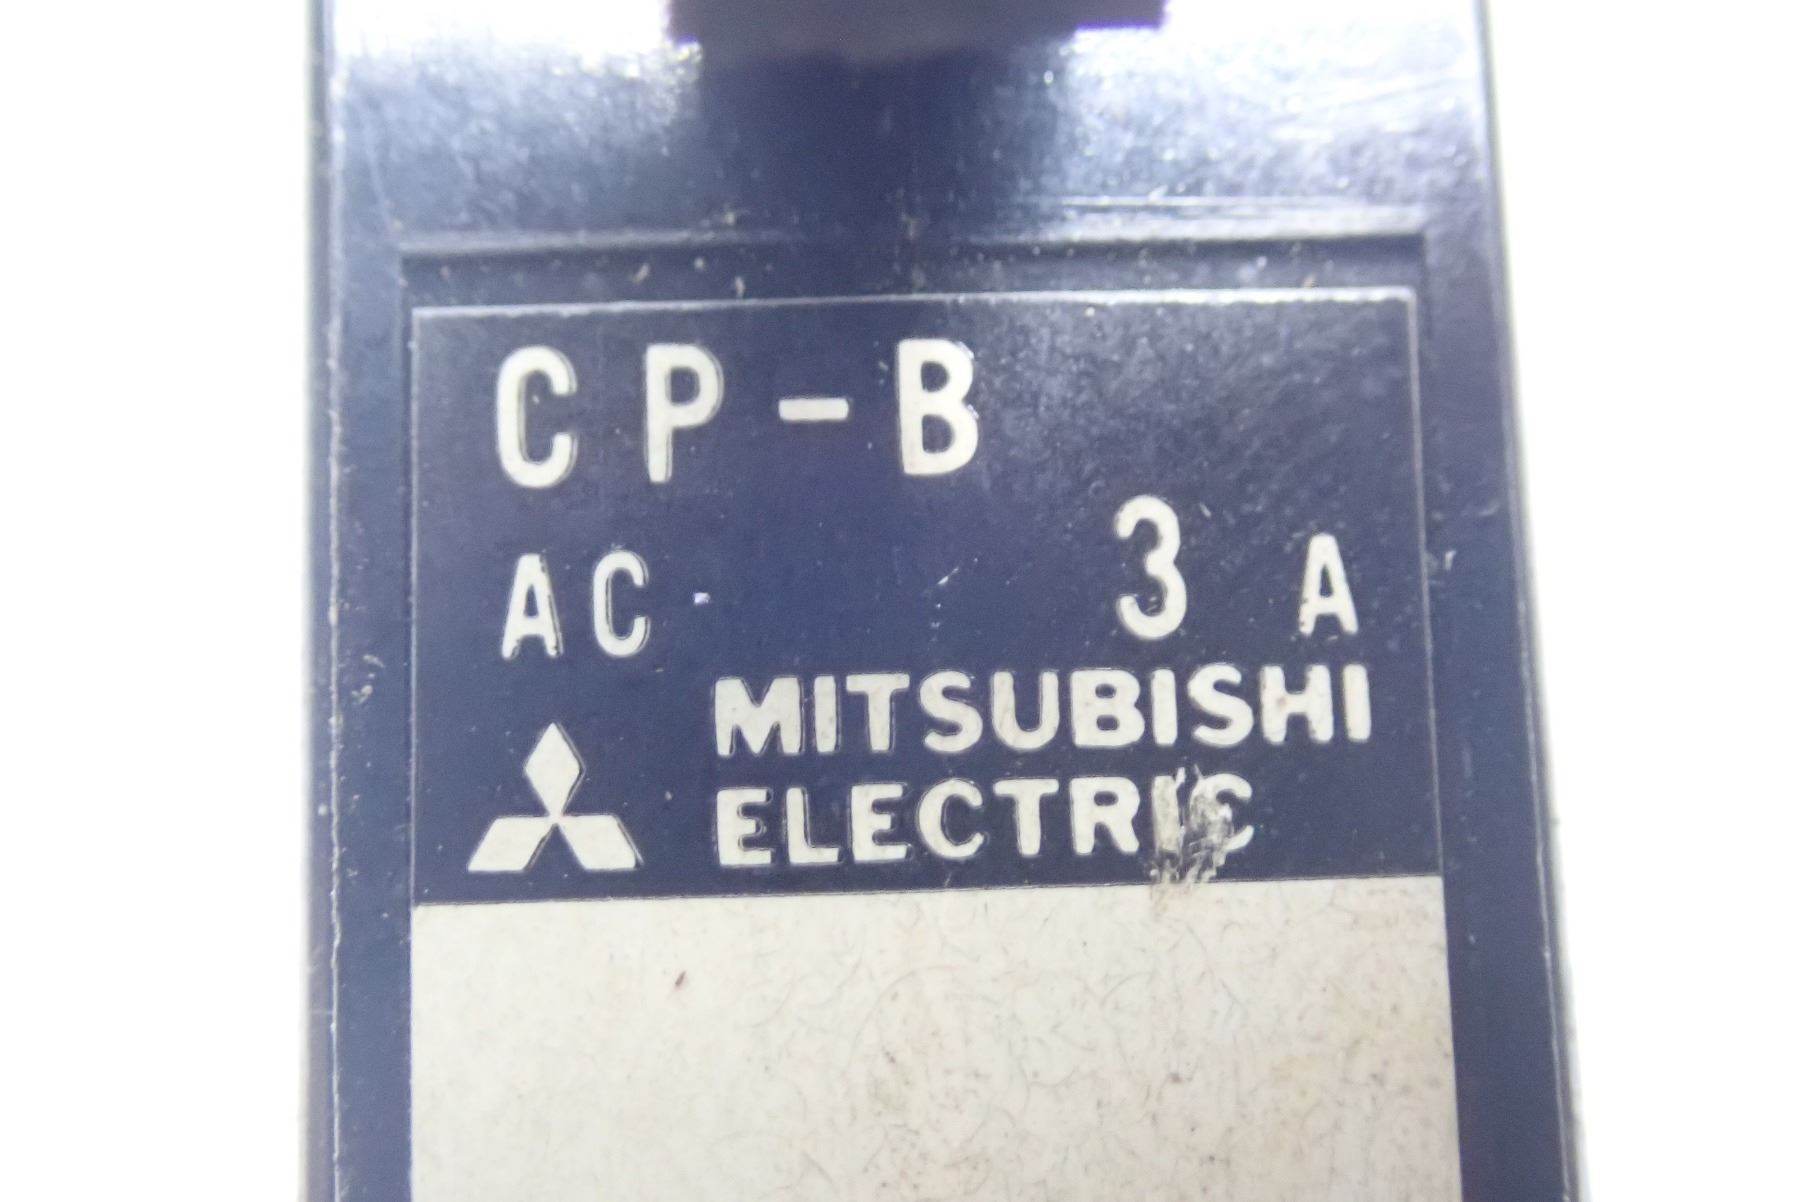 CP-B
AC 3 A
MITSUBISHI
ELECTRIC